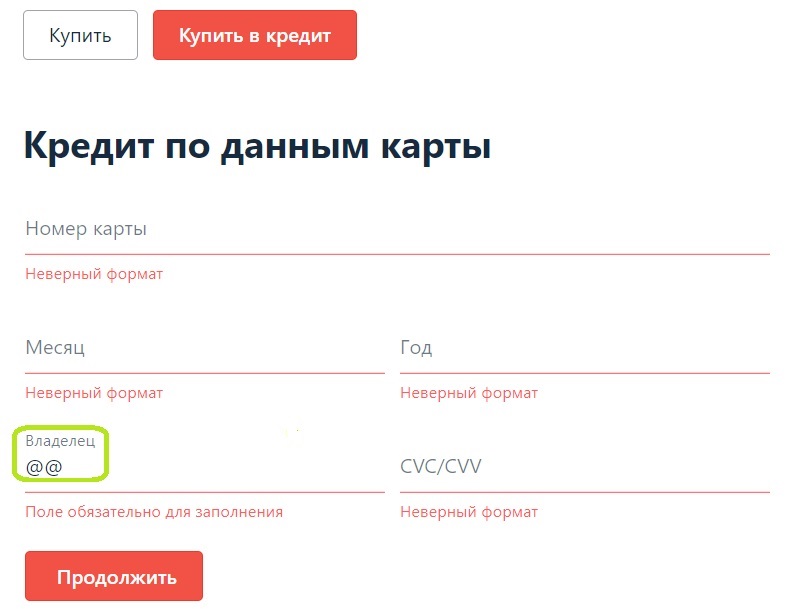 Купить Купить в кредит
Кредит по данным карты
Номер карты
Неверный формат
Месяц Год
Неверный формат Неверный формат
Владелец
@@ CVC/CVV
Поле обязательно для заполнения Неверный формат
Продолжить